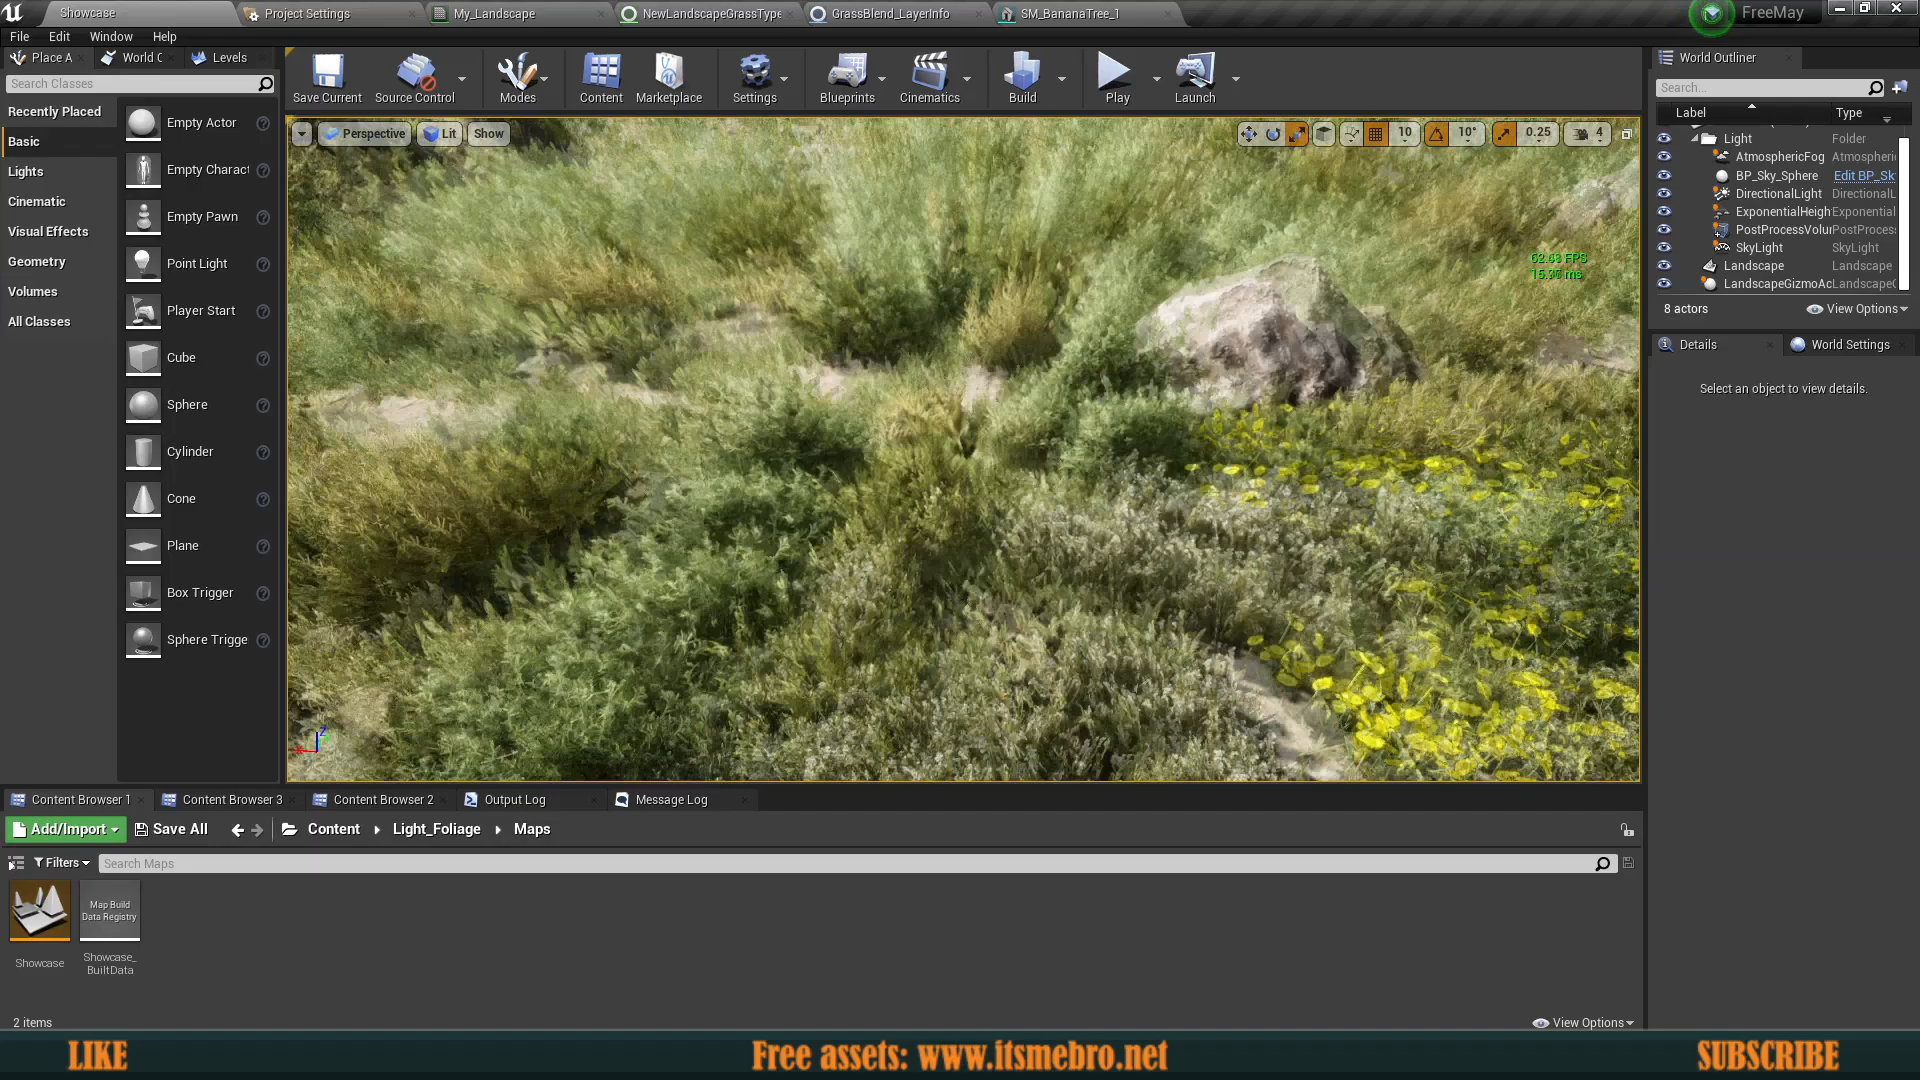 Showcase
Project Settings
My_Landscape
NewLandscapeGrassType
GrassBlend_LayerInfo
SM_BananaTree_1
FreeMay
File
Edit
Window
Help
Place A
World C
Levels
Search Classes
Recently Placed
Basic
Lights
Cinematic
Visual Effects
Geometry
Volumes
All Classes
Empty Actor
Empty Charact
Empty Pawn
Point Light
Player Start
Cube
Sphere
Cylinder
Cone
Plane
Box Trigger
Sphere Trigge
Save Current
Source Control
Modes
Content
Marketplace
Settings
Blueprints
Cinematics
Build
Play
Launch
Perspective
Lit
Show
10
10°
0.25
4
FPS
ms
Z
X
World Outliner
Search...
Label
Type
Light Folder
AtmosphericFog Atmospheric
BP_Sky_Sphere Edit BP_Sk
DirectionalLight DirectionalL
ExponentialHeigh Exponential
PostProcessVolur PostProcess
SkyLight SkyLight
Landscape Landscape
LandscapeGizmoAc LandscapeG
8 actors
View Options
Details
World Settings
Select an object to view details.
Content Browser 1
Content Browser 3
Content Browser 2
Output Log
Message Log
Add/Import
Save All
Content
Light_Foliage
Maps
Filters
Search Maps
Map Build
Data Registry
Showcase
Showcase_
BuiltData
2 items
View Options
LIKE
Free assets: www.itsmebro.net
SUBSCRIBE